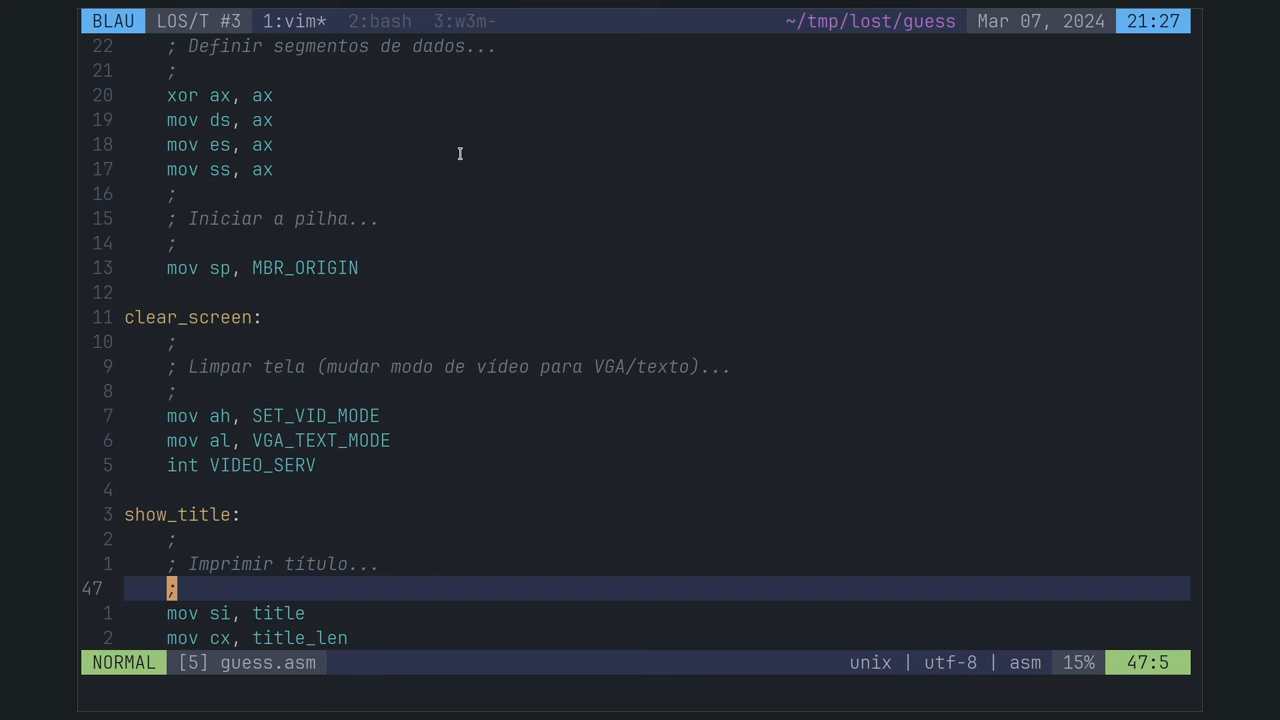 BLAU LOS/T #3 1:vim* 2:bash 3:w3m- ~/tmp/lost/guess Mar 07, 2024 21:27
22 ; Definir segmentos de dados...
21 ;
20 xor ax, ax
19 mov ds, ax
18 mov es, ax
17 mov ss, ax
16 ;
15 ; Iniciar a pilha...
14 ;
13 mov sp, MBR_ORIGIN
12
11 clear_screen:
10 ;
9 ; Limpar tela (mudar modo de vídeo para VGA/texto)...
8 ;
7 mov ah, SET_VID_MODE
6 mov al, VGA_TEXT_MODE
5 int VIDEO_SERV
4
3 show_title:
2 ;
1 ; Imprimir título...
47 ;
1 mov si, title
2 mov cx, title_len
NORMAL [5] guess.asm unix | utf-8 | asm 15% 47:5